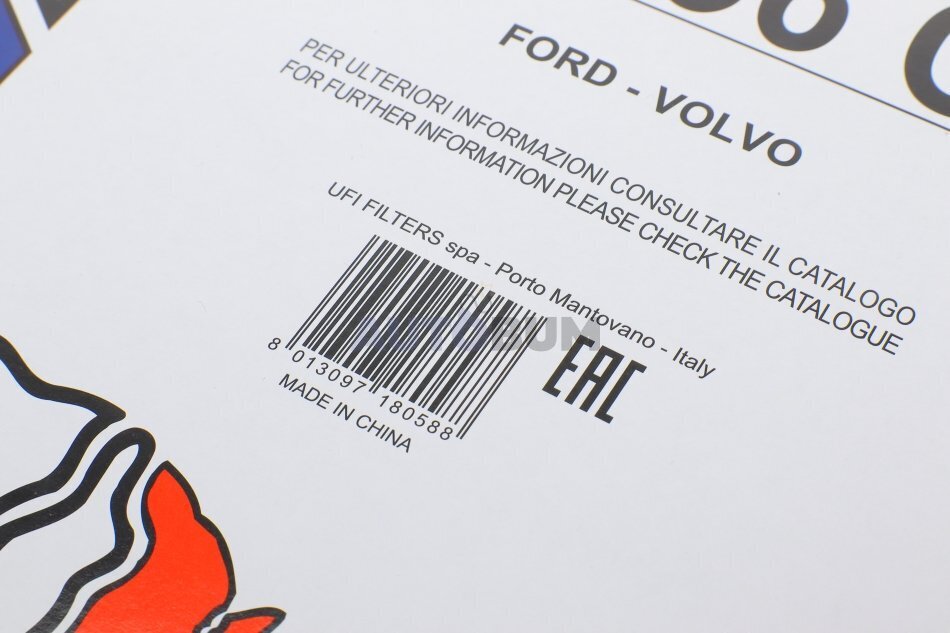 FORD - VOLVO
PER ULTERIORI INFORMAZIONI CONSULTARE IL CATALOGO
FOR FURTHER INFORMATION PLEASE CHECK THE CATALOGUE
UFI FILTERS spa - Porto Mantovano - Italy
8 013097 180588
EAC
MADE IN CHINA